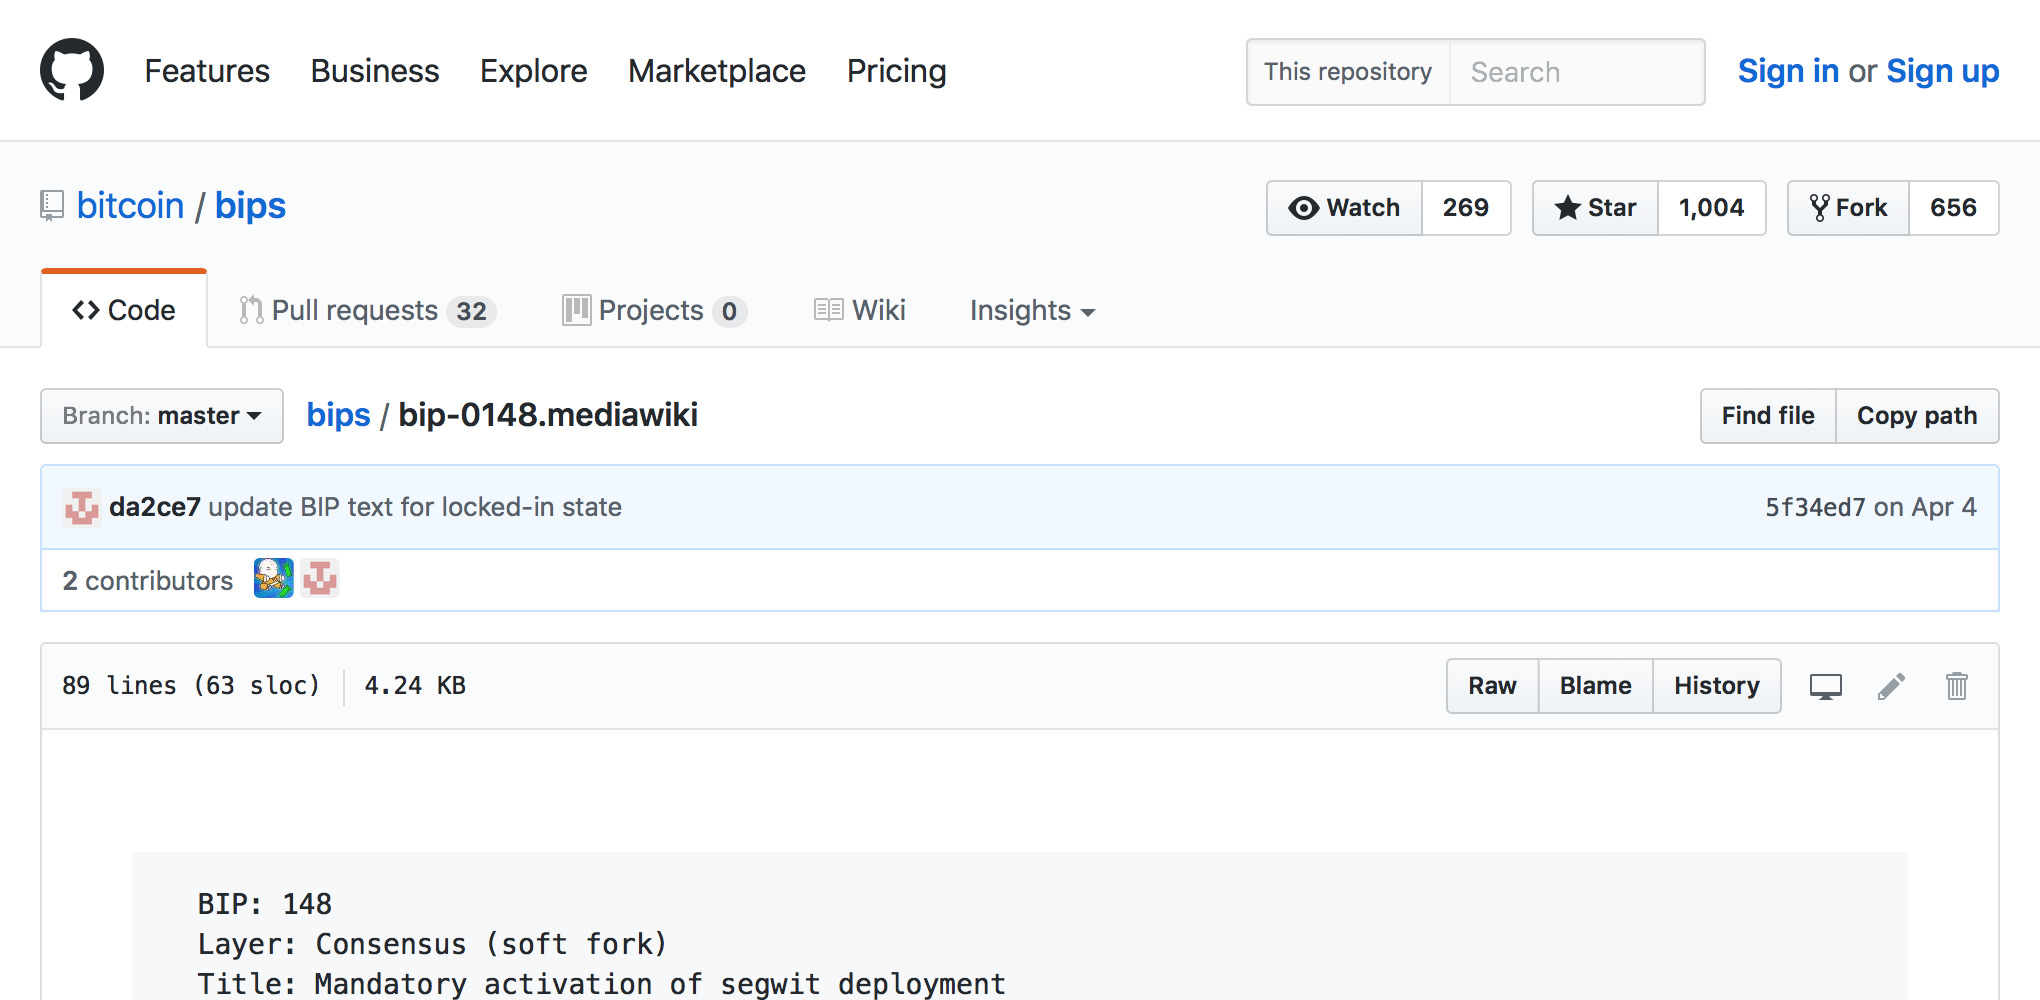 Features Business Explore Marketplace Pricing This repository Search Sign in or Sign up
bitcoin / bips Watch 269 Star 1,004 Fork 656
Code Pull requests 32 Projects 0 Wiki Insights
Branch: master bips / bip-0148.mediawiki Find file Copy path
da2ce7 update BIP text for locked-in state 5f34ed7 on Apr 4
2 contributors
89 lines (63 sloc) 4.24 KB Raw Blame History
BIP: 148
Layer: Consensus (soft fork)
Title: Mandatory activation of segwit deployment